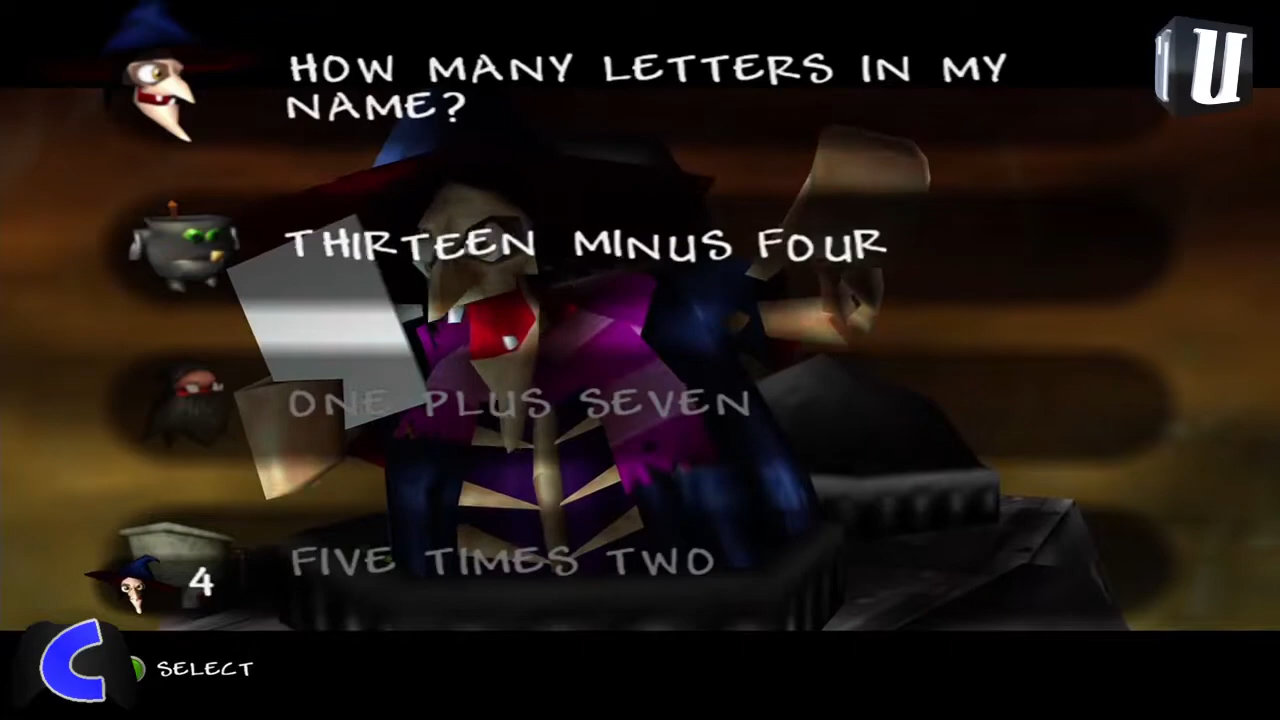 HOW MANY LETTERS IN MY
NAME?
U
THIRTEEN MINUS FOUR
ONE PLUS SEVEN
FIVE TIMES TWO
4
C
SELECT